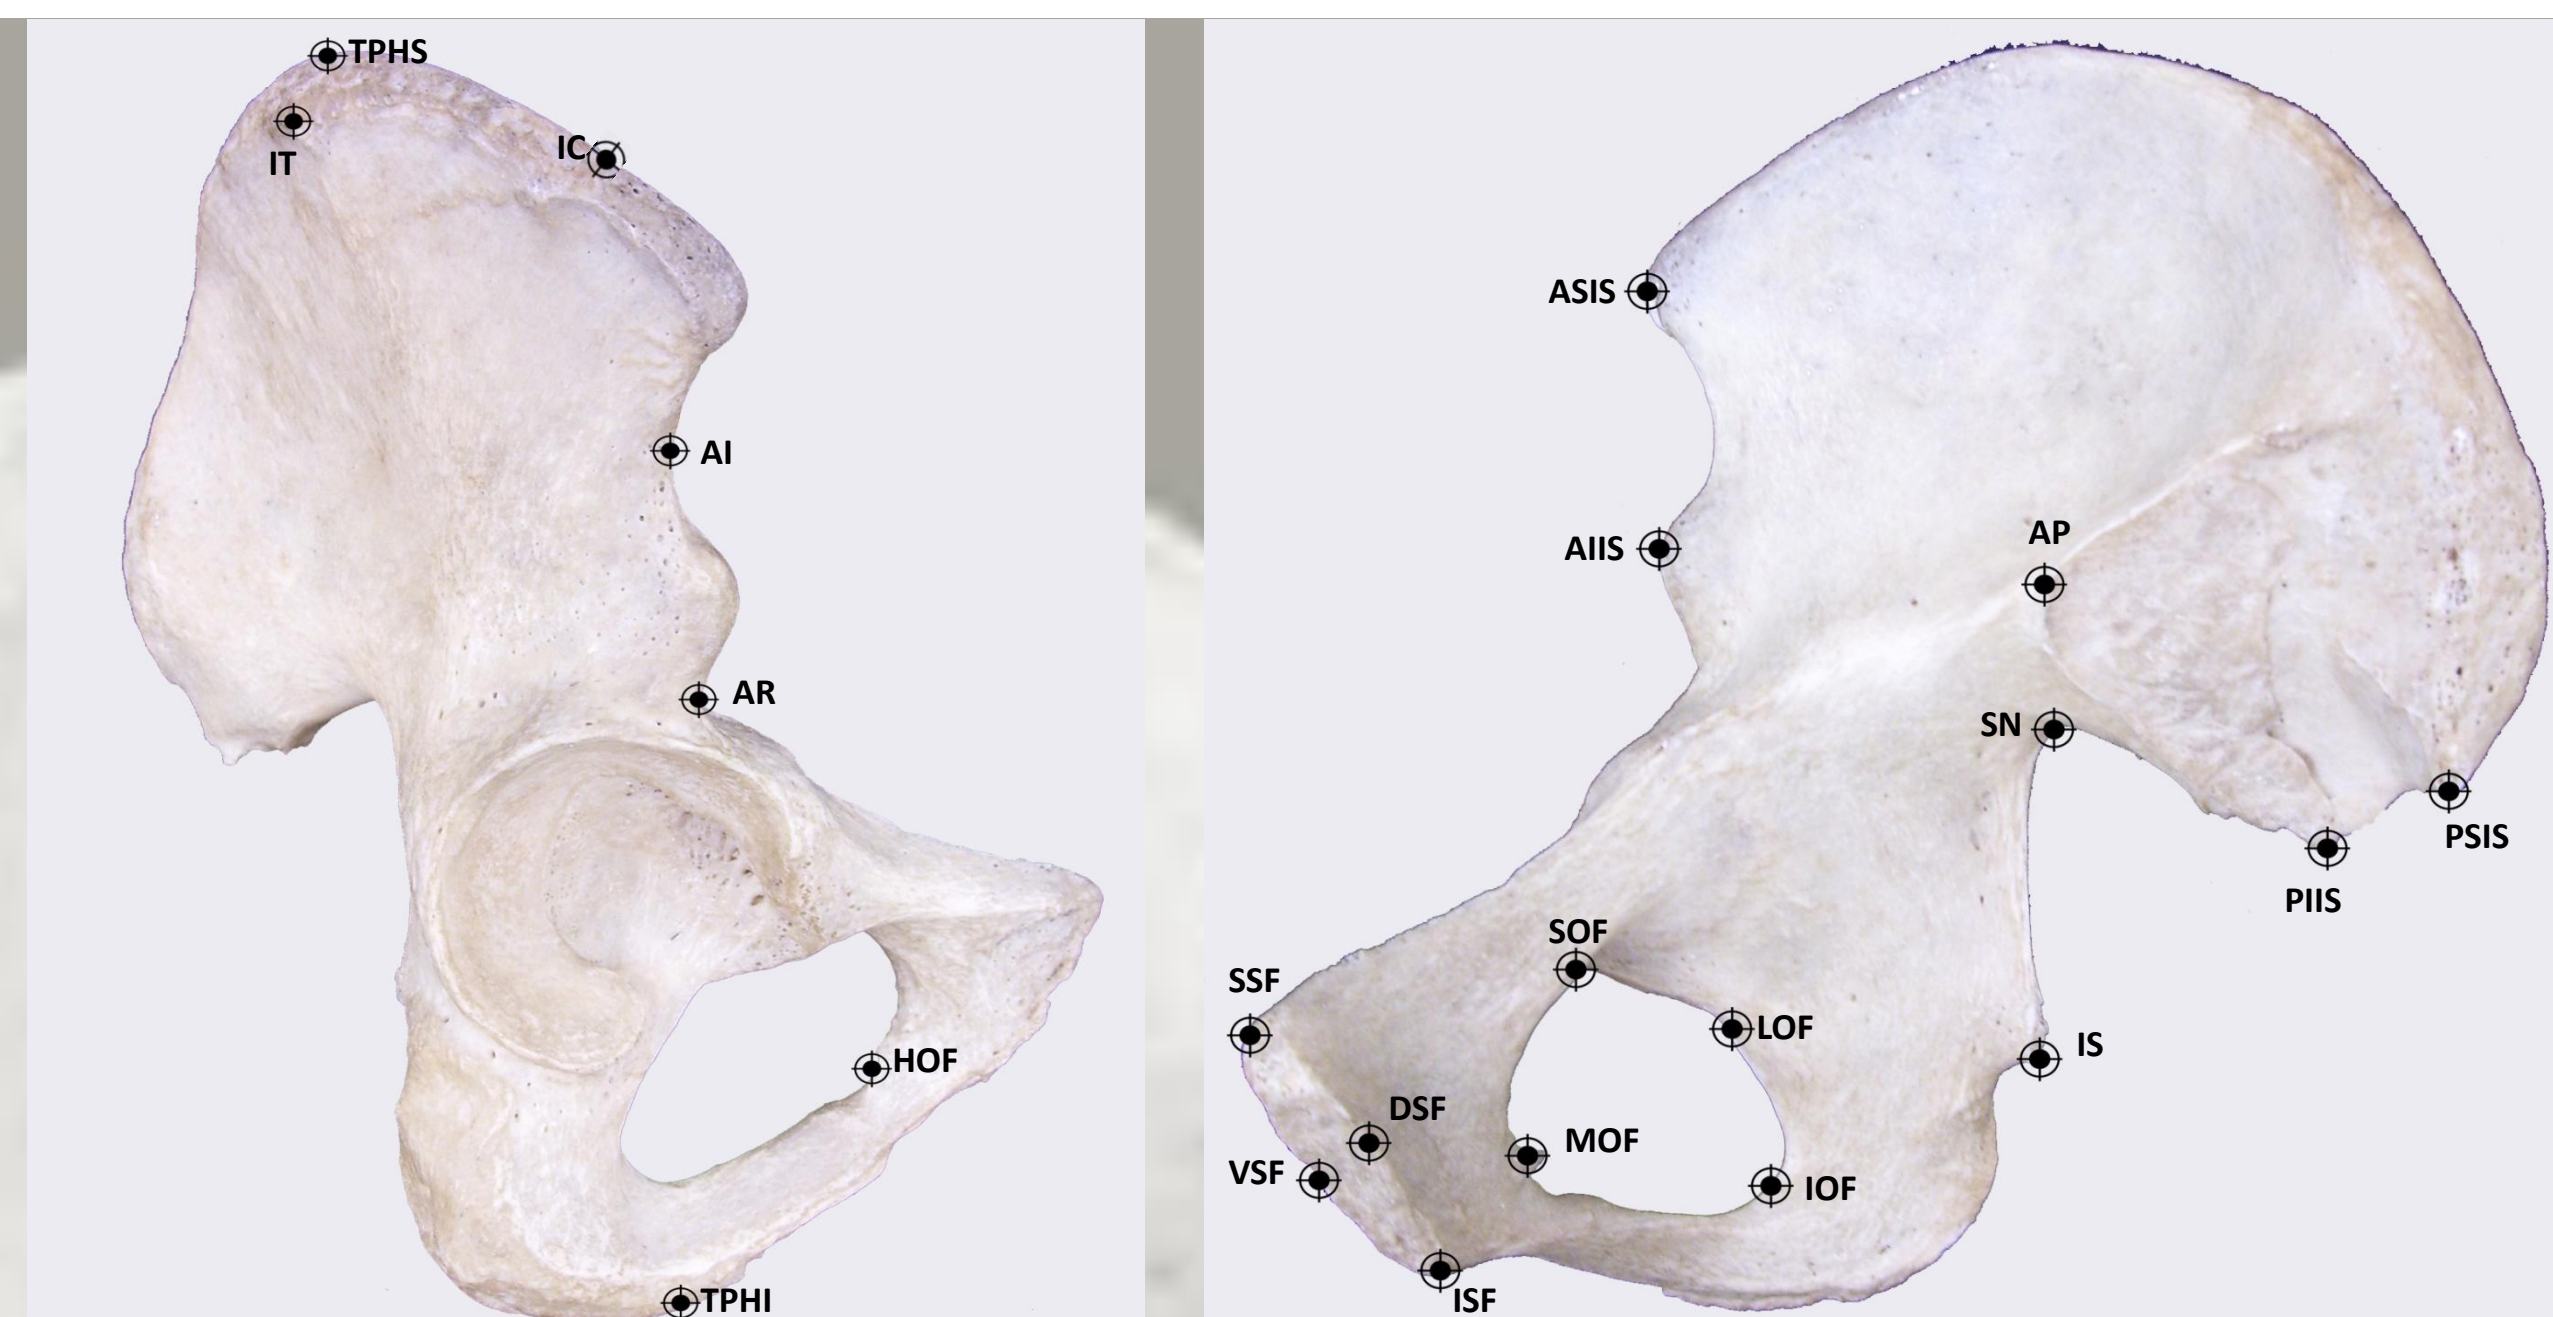 TPHS
IT
IC
AI
AR
HOF
TPHI
ASIS
AIIS
AP
SN
PSIS
PIIS
SOF
SSF
LOF
IS
DSF
MOF
VSF
IOF
ISF